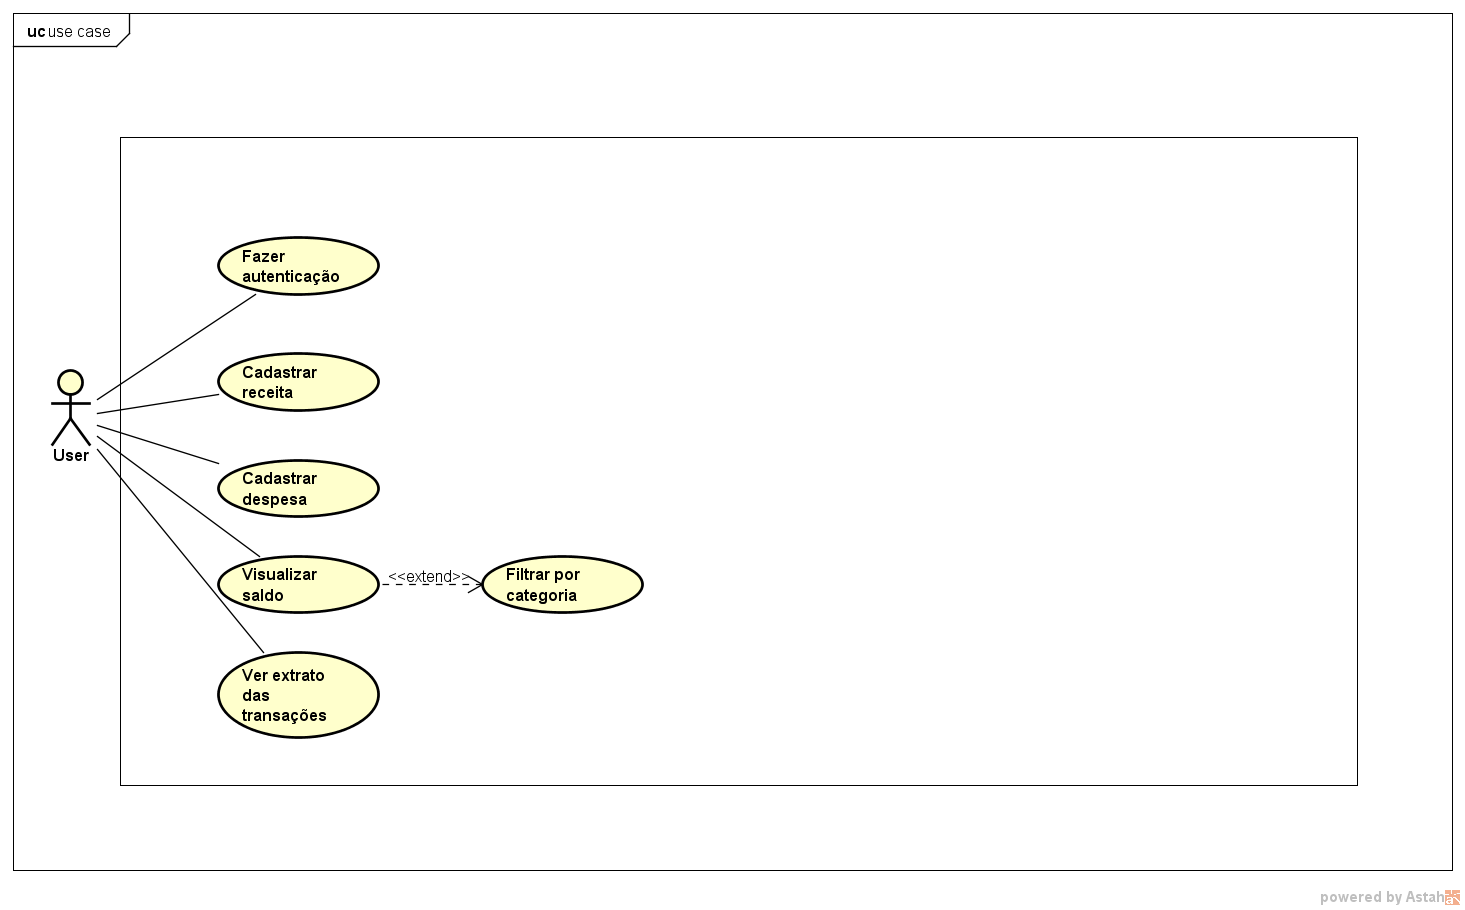 uc use case
Fazer
autenticação
Cadastrar
receita
Cadastrar
despesa
User
Visualizar
saldo
<<extend>>
Filtrar por
categoria
Ver extrato
das
transações
powered by Astah